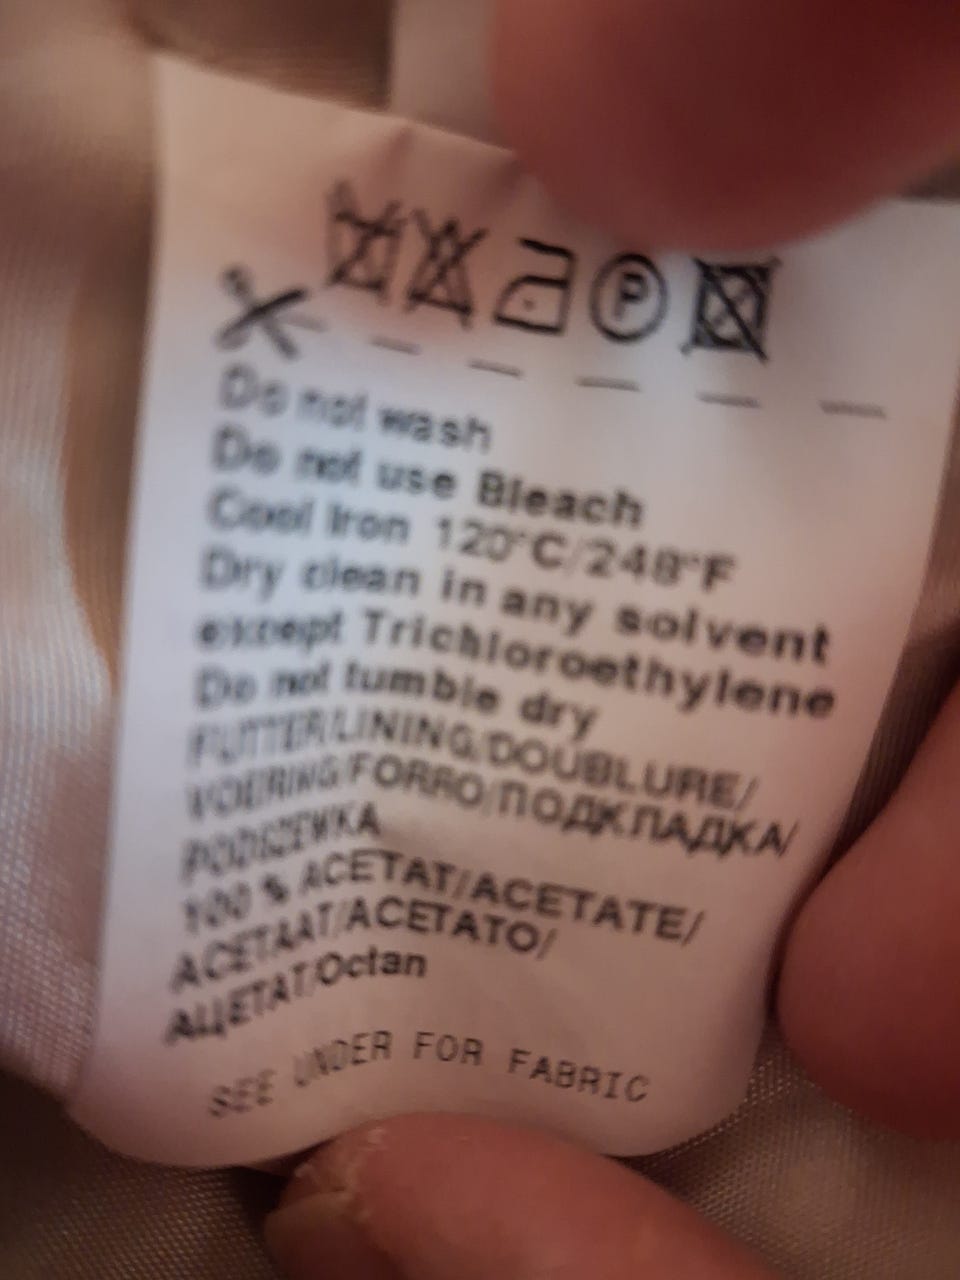 P
Do not wash
Do not use Bleach
Cool Iron 120°C/248°F
Dry clean in any solvent
except Trichloroethylene
Do not tumble dry
FUTTER/LINING/DOUBLURE/
VOERING/FORRO/ПОДКЛАДКА/
PODSZEWKA
100 % ACETAT/ACETATE/
ACETAAT/ACETATO/
АЦЕТАТ/Octan
SEE UNDER FOR FABRIC